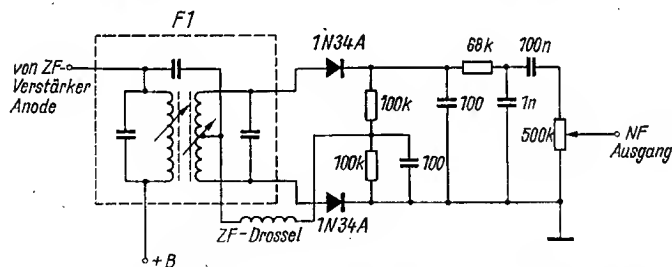 F1
1N34A
68k
100n
von ZF-
Verstärker
Anode
100k
100
1n
500k
NF
Ausgang
100k
100
1N34A
ZF-Drossel
+B